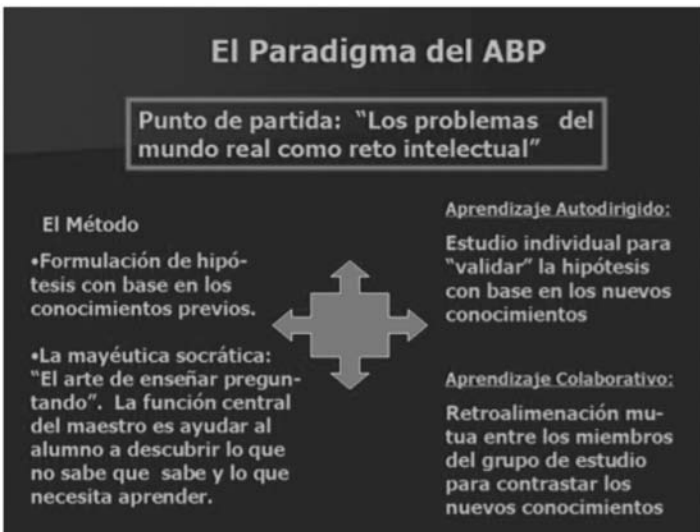 El Paradigma del ABP
Punto de partida: “Los problemas del
mundo real como reto intelectual”
El Método
•Formulación de hipó-
tesis con base en los
conocimientos previos.
•La mayéutica socrática:
“El arte de enseñar pregun-
tando”. La función central
del maestro es ayudar al
alumno a descubrir lo que
no sabe que sabe y lo que
necesita aprender.
Aprendizaje Autodirigido:
Estudio individual para
“validar” la hipótesis
con base en los nuevos
conocimientos
Aprendizaje Colaborativo:
Retroalimenación mu-
tua entre los miembros
del grupo de estudio
para contrastar los
nuevos conocimientos